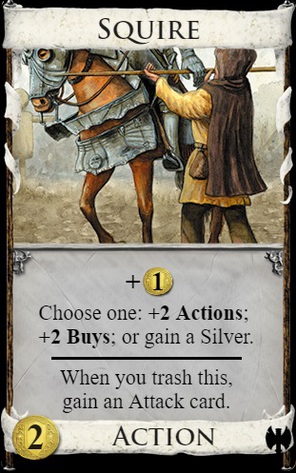 SQUIRE
+1
Choose one: +2 Actions;
+2 Buys; or gain a Silver.
When you trash this,
gain an Attack card.
2 ACTION